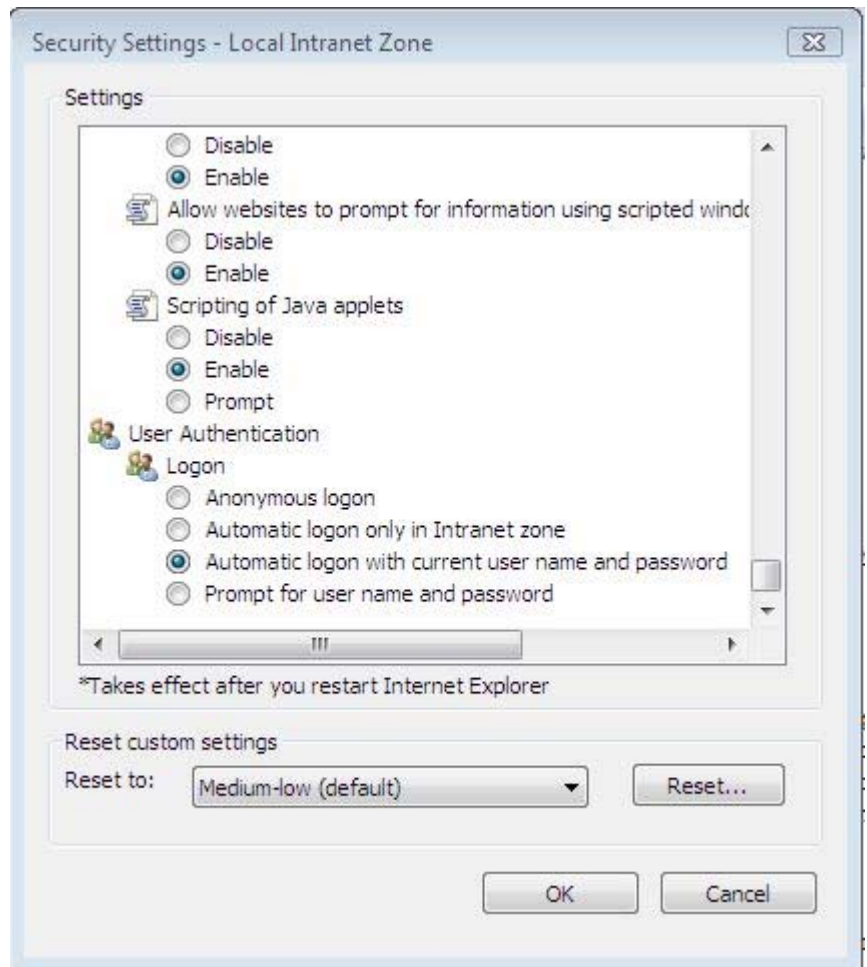 Security Settings - Local Intranet Zone
Settings
Disable
Enable
Allow websites to prompt for information using scripted
Disable
Enable
Scripting of Java applets
Disable
Enable
Prompt
User Authentication
Logon
Anonymous logon
Automatic logon only in Intranet zone
Automatic logon with current user name and password
Prompt for user name and password
*Takes effect after you restart Internet Explorer
Reset custom settings
Reset to:
Medium-low (default)
Reset...
OK
Cancel